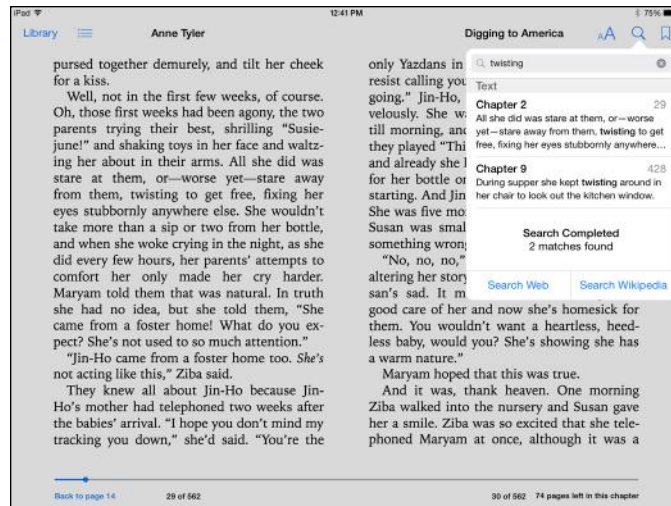 iPad 12:41 PM 75%
Library Anne Tyler Digging to America AA
pursed together demurely, and tilt her cheek
for a kiss.
Well, not in the first few weeks, of course.
Oh, those first weeks had been agony, the two
parents trying their best, shrilling “Susie-
june!” and shaking toys in her face and waltz-
ing her about in their arms. All she did was
stare at them, or—worse yet—stare away
from them, twisting to get free, fixing her
eyes stubbornly anywhere else. She wouldn’t
take more than a sip or two from her bottle,
and when she woke crying in the night, as she
did every few hours, her parents’ attempts to
comfort her only made her cry harder.
Maryam told them that was natural. In truth
she had no idea, but she told them, “She
came from a foster home! What do you ex-
pect? She’s not used to so much attention.”
“Jin-Ho came from a foster home too. She’s
not acting like this,” Ziba said.
They knew all about Jin-Ho because Jin-
Ho’s mother had telephoned two weeks after
the babies’ arrival. “I hope you don’t mind my
tracking you down,” she’d said. “You’re the
only Yazdans in
resist calling you
going.” Jin-Ho,
velously. She wa
till morning, and
they played “Thi
and already she h
for her bottle or
starting. And Jin
She was five mo
Susan was smal
something wrong
“No, no, no,”
altering her story
san’s sad. It m
good care of her and now she’s homesick for
them. You wouldn’t want a heartless, heed-
less baby, would you? She’s showing she has
a warm nature.”
Maryam hoped that this was true.
And it was, thank heaven. One morning
Ziba walked into the nursery and Susan gave
her a smile. Ziba was so excited that she tele-
phoned Maryam at once, although it was a
twisting
Text
Chapter 2 29
All she did was stare at them, or—worse
yet—stare away from them, twisting to get
free, fixing her eyes stubbornly anywhere...
Chapter 9 428
During supper she kept twisting around in
her chair to look out the kitchen window.
Search Completed
2 matches found
Search Web Search Wikipedia
Back to page 14 29 of 562 30 of 562 74 pages left in this chapter